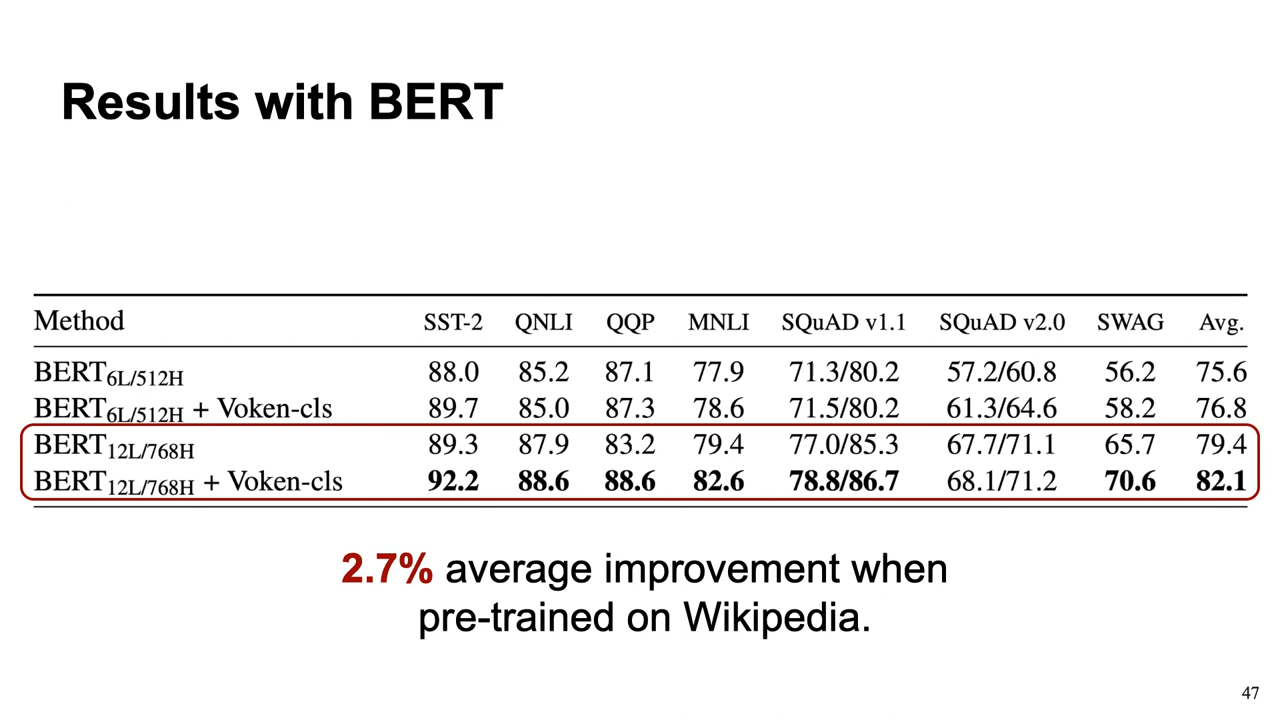 Results with BERT
Method SST-2 QNLI QQP MNLI SQuAD v1.1 SQuAD v2.0 SWAG Avg.
BERT6L/512H 88.0 85.2 87.1 77.9 71.3/80.2 57.2/60.8 56.2 75.6
BERT6L/512H + Voken-cls 89.7 85.0 87.3 78.6 71.5/80.2 61.3/64.6 58.2 76.8
BERT12L/768H 89.3 87.9 83.2 79.4 77.0/85.3 67.7/71.1 65.7 79.4
BERT12L/768H + Voken-cls 92.2 88.6 88.6 82.6 78.8/86.7 68.1/71.2 70.6 82.1
2.7% average improvement when
pre-trained on Wikipedia.
47